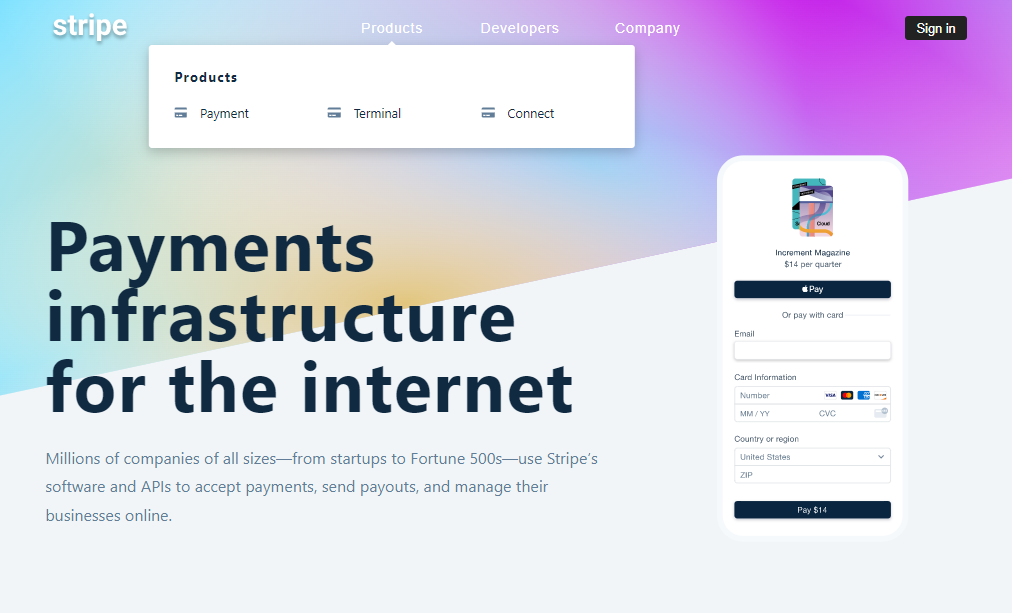 stripe
Products
Developers
Company
Sign in
Products
Payment
Terminal
Connect
Payments
infrastructure
for the internet
Millions of companies of all sizes—from startups to Fortune 500s—use Stripe’s
software and APIs to accept payments, send payouts, and manage their
businesses online.
Cloud
Increment Magazine
$14 per quarter
Pay
Or pay with card
Email
Card Information
Number
VISA
MM / YY
CVC
Country or region
United States
ZIP
Pay $14